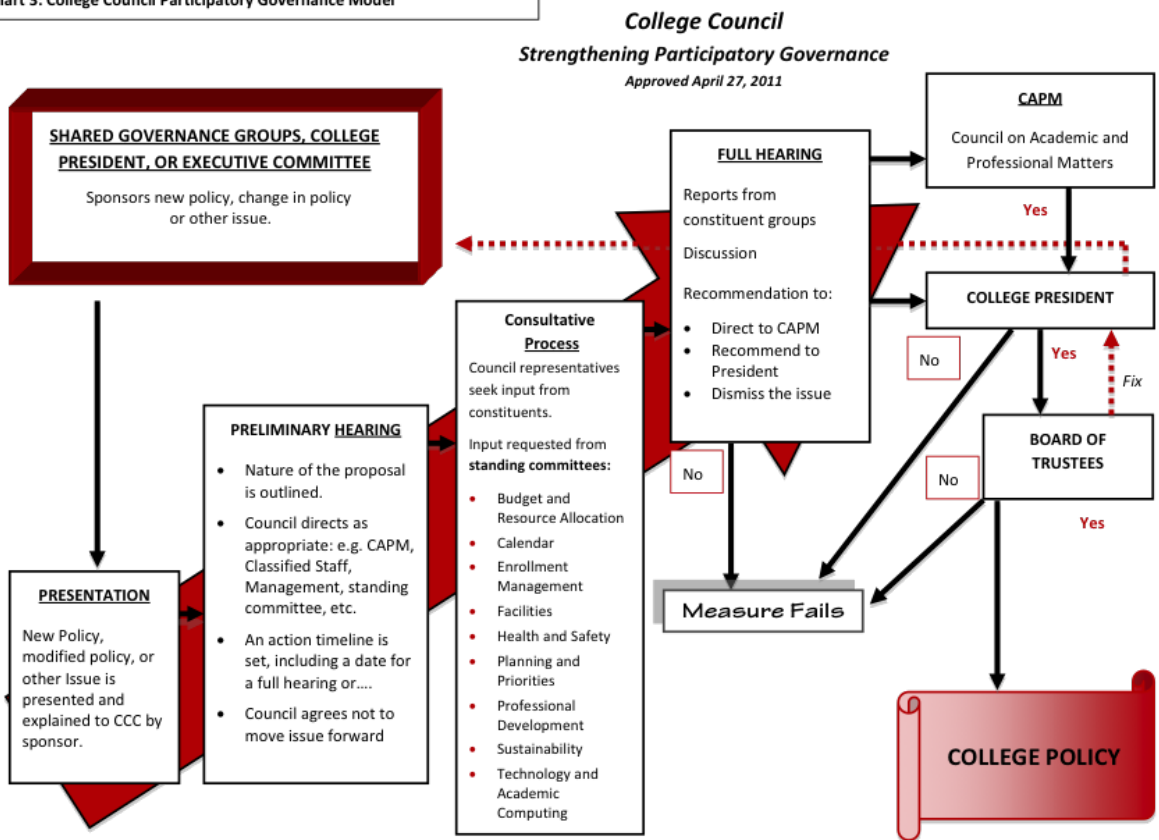 College Council Participatory Governance Model
College Council
Strengthening Participatory Governance
Approved April 27, 2011
SHARED GOVERNANCE GROUPS, COLLEGE
PRESIDENT, OR EXECUTIVE COMMITTEE
Sponsors new policy, change in policy
or other issue.
PRESENTATION
New Policy,
modified policy, or
other Issue is
presented and
explained to CCC by
sponsor.
PRELIMINARY HEARING
• Nature of the proposal
is outlined.
• Council directs as
appropriate: e.g. CAPM,
Classified Staff,
Management, standing
committee, etc.
• An action timeline is
set, including a date for
a full hearing or….
• Council agrees not to
move issue forward
Consultative
Process
Council representatives
seek input from
constituents.
Input requested from
standing committees:
• Budget and
Resource Allocation
• Calendar
• Enrollment
Management
• Facilities
• Health and Safety
• Planning and
Priorities
• Professional
Development
• Sustainability
• Technology and
Academic
Computing
FULL HEARING
Reports from
constituent groups
Discussion
Recommendation to:
• Direct to CAPM
• Recommend to
President
• Dismiss the issue
No
CAPM
Council on Academic and
Professional Matters
Yes
COLLEGE PRESIDENT
No
Yes
Fix
BOARD OF
TRUSTEES
No
Yes
Measure Fails
COLLEGE POLICY